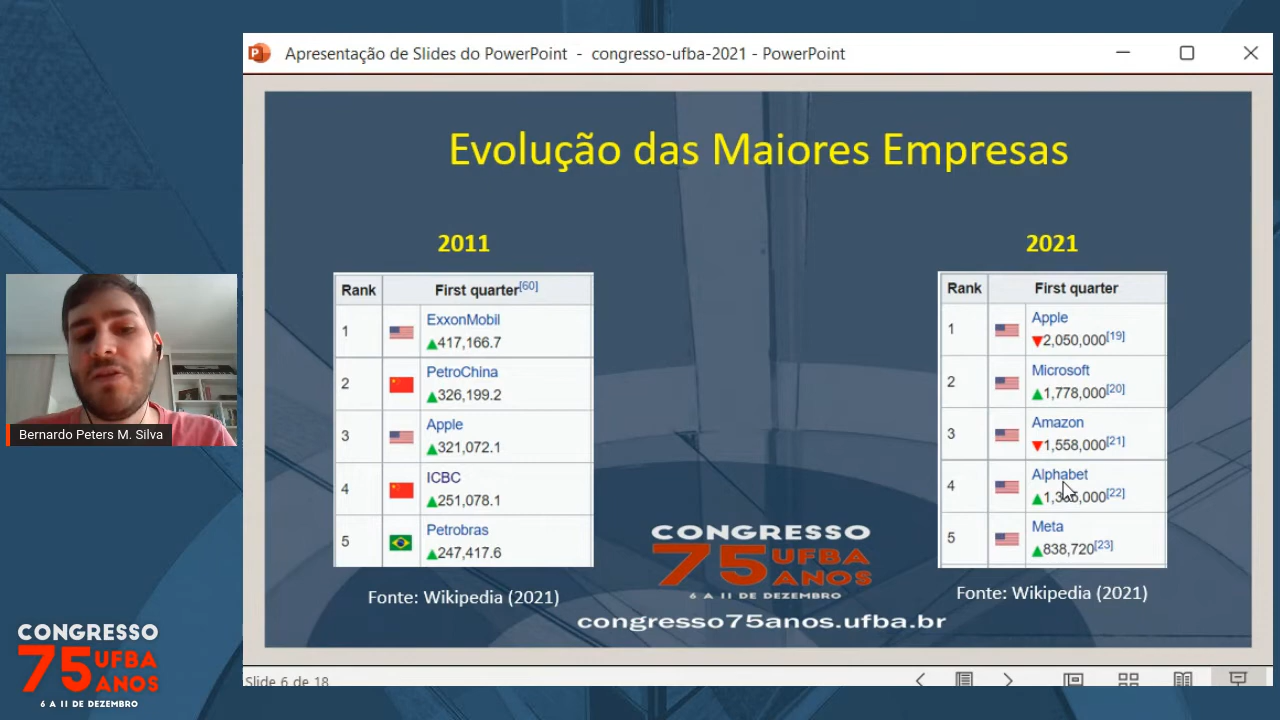 Apresentação de Slides do PowerPoint - congresso-ufba-2021 - PowerPoint
Evolução das Maiores Empresas
2011
Rank First quarter[60]
1 ExxonMobil
▲417,166.7
2 PetroChina
▲326,199.2
3 Apple
▲321,072.1
4 ICBC
▲251,078.1
5 Petrobras
▲247,417.6
Fonte: Wikipedia (2021)
2021
Rank First quarter
1 Apple
▼2,050,000[19]
2 Microsoft
▲1,778,000[20]
3 Amazon
▼1,558,000[21]
4 Alphabet
[22]
5 Meta
▲838,720[23]
Fonte: Wikipedia (2021)
CONGRESSO
75 UFBA
ANOS
6 A 11 DE DEZEMBRO
congresso75anos.ufba.br
Slide 6 de 18
Bernardo Peters M. Silva
CONGRESSO
75 UFBA
ANOS
6 A 11 DE DEZEMBRO